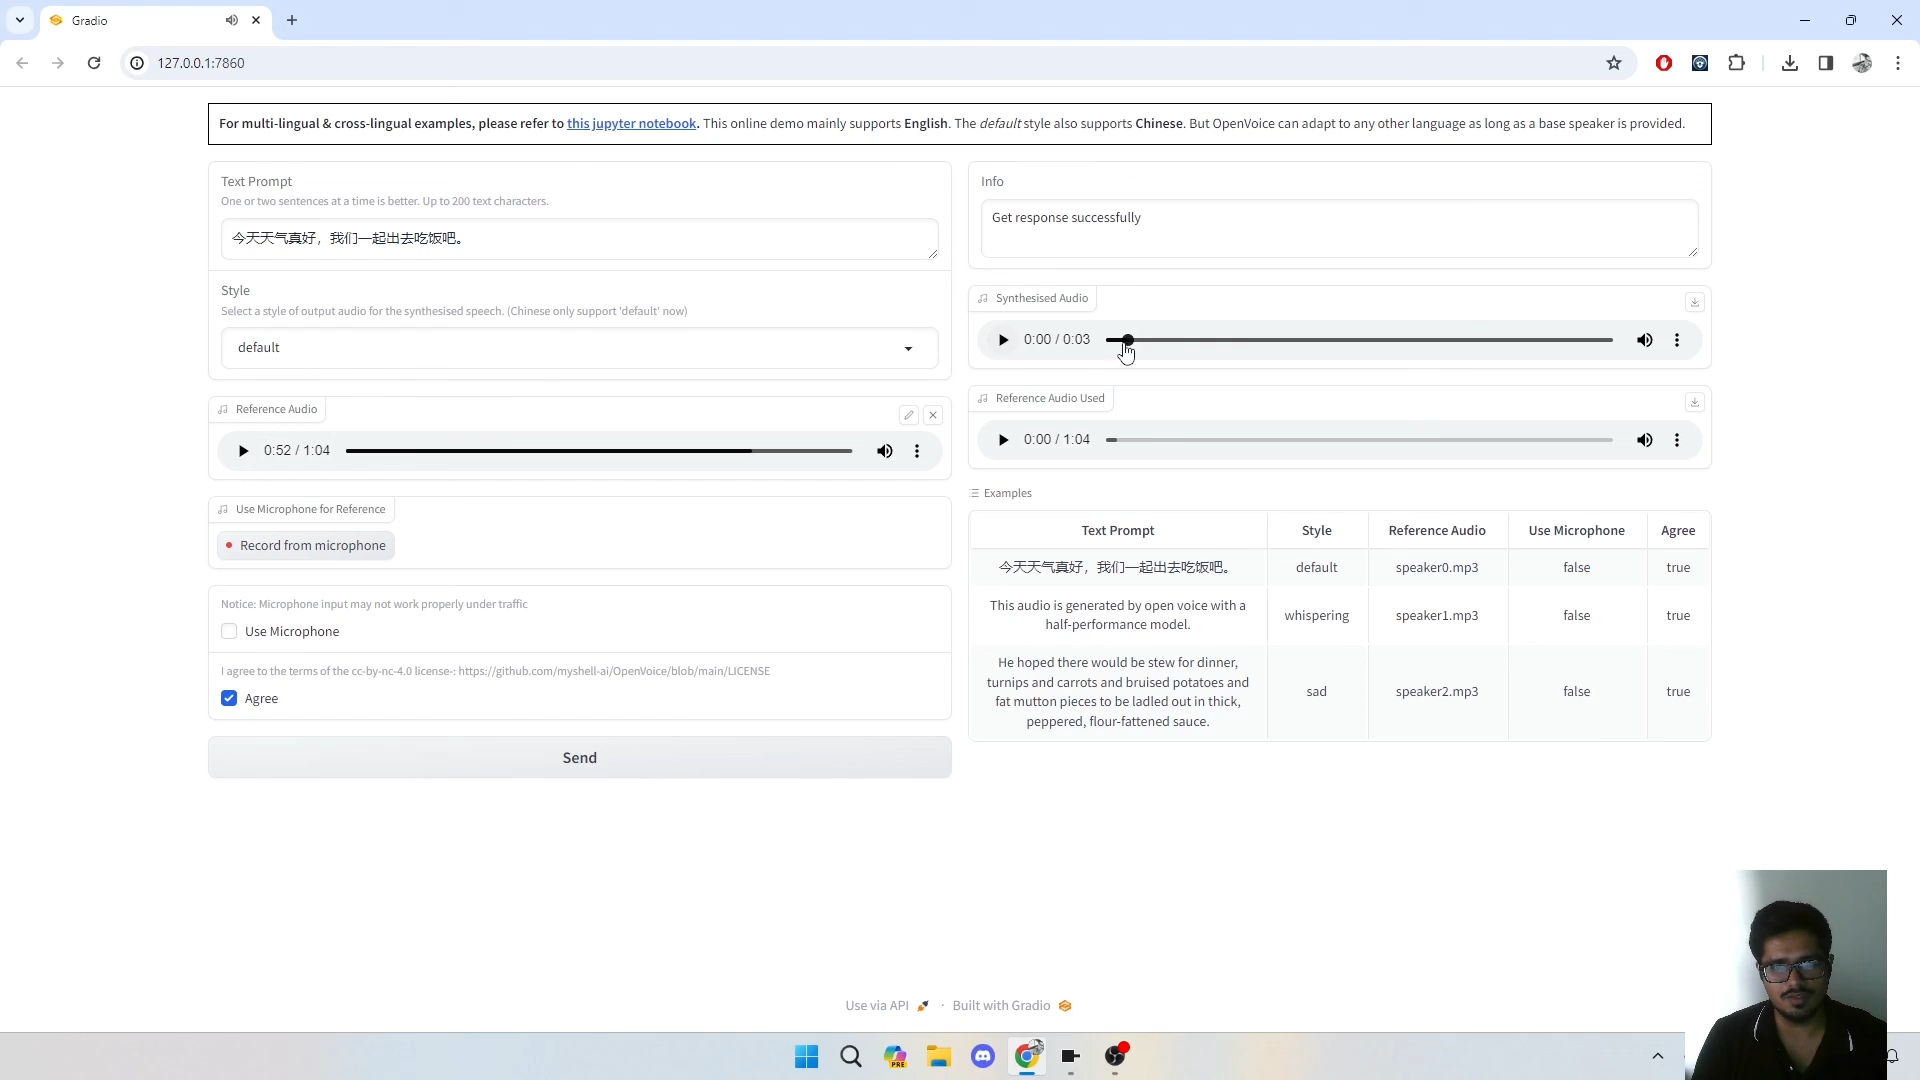 Gradio
127.0.0.1:7860
For multi-lingual & cross-lingual examples, please refer to this jupyter notebook. This online demo mainly supports English. The default style also supports Chinese. But OpenVoice can adapt to any other language as long as a base speaker is provided.
Text Prompt
One or two sentences at a time is better. Up to 200 text characters.
今天天气真好，我们一起出去吃饭吧。
Style
Select a style of output audio for the synthesised speech. (Chinese only support 'default' now)
default
Reference Audio
0:52 / 1:04
Use Microphone for Reference
Record from microphone
Notice: Microphone input may not work properly under traffic
Use Microphone
I agree to the terms of the cc-by-nc-4.0 license-: https://github.com/myshell-ai/OpenVoice/blob/main/LICENSE
Agree
Send
Info
Get response successfully
Synthesised Audio
0:00 / 0:03
Reference Audio Used
0:00 / 1:04
Examples
Text Prompt Style Reference Audio Use Microphone Agree
今天天气真好，我们一起出去吃饭吧。 default speaker0.mp3 false true
This audio is generated by open voice with a
half-performance model.
whispering speaker1.mp3 false true
He hoped there would be stew for dinner,
turnips and carrots and bruised potatoes and
fat mutton pieces to be ladled out in thick,
peppered, flour-fattened sauce.
sad speaker2.mp3 false true
Use via API · Built with Gradio
PRE